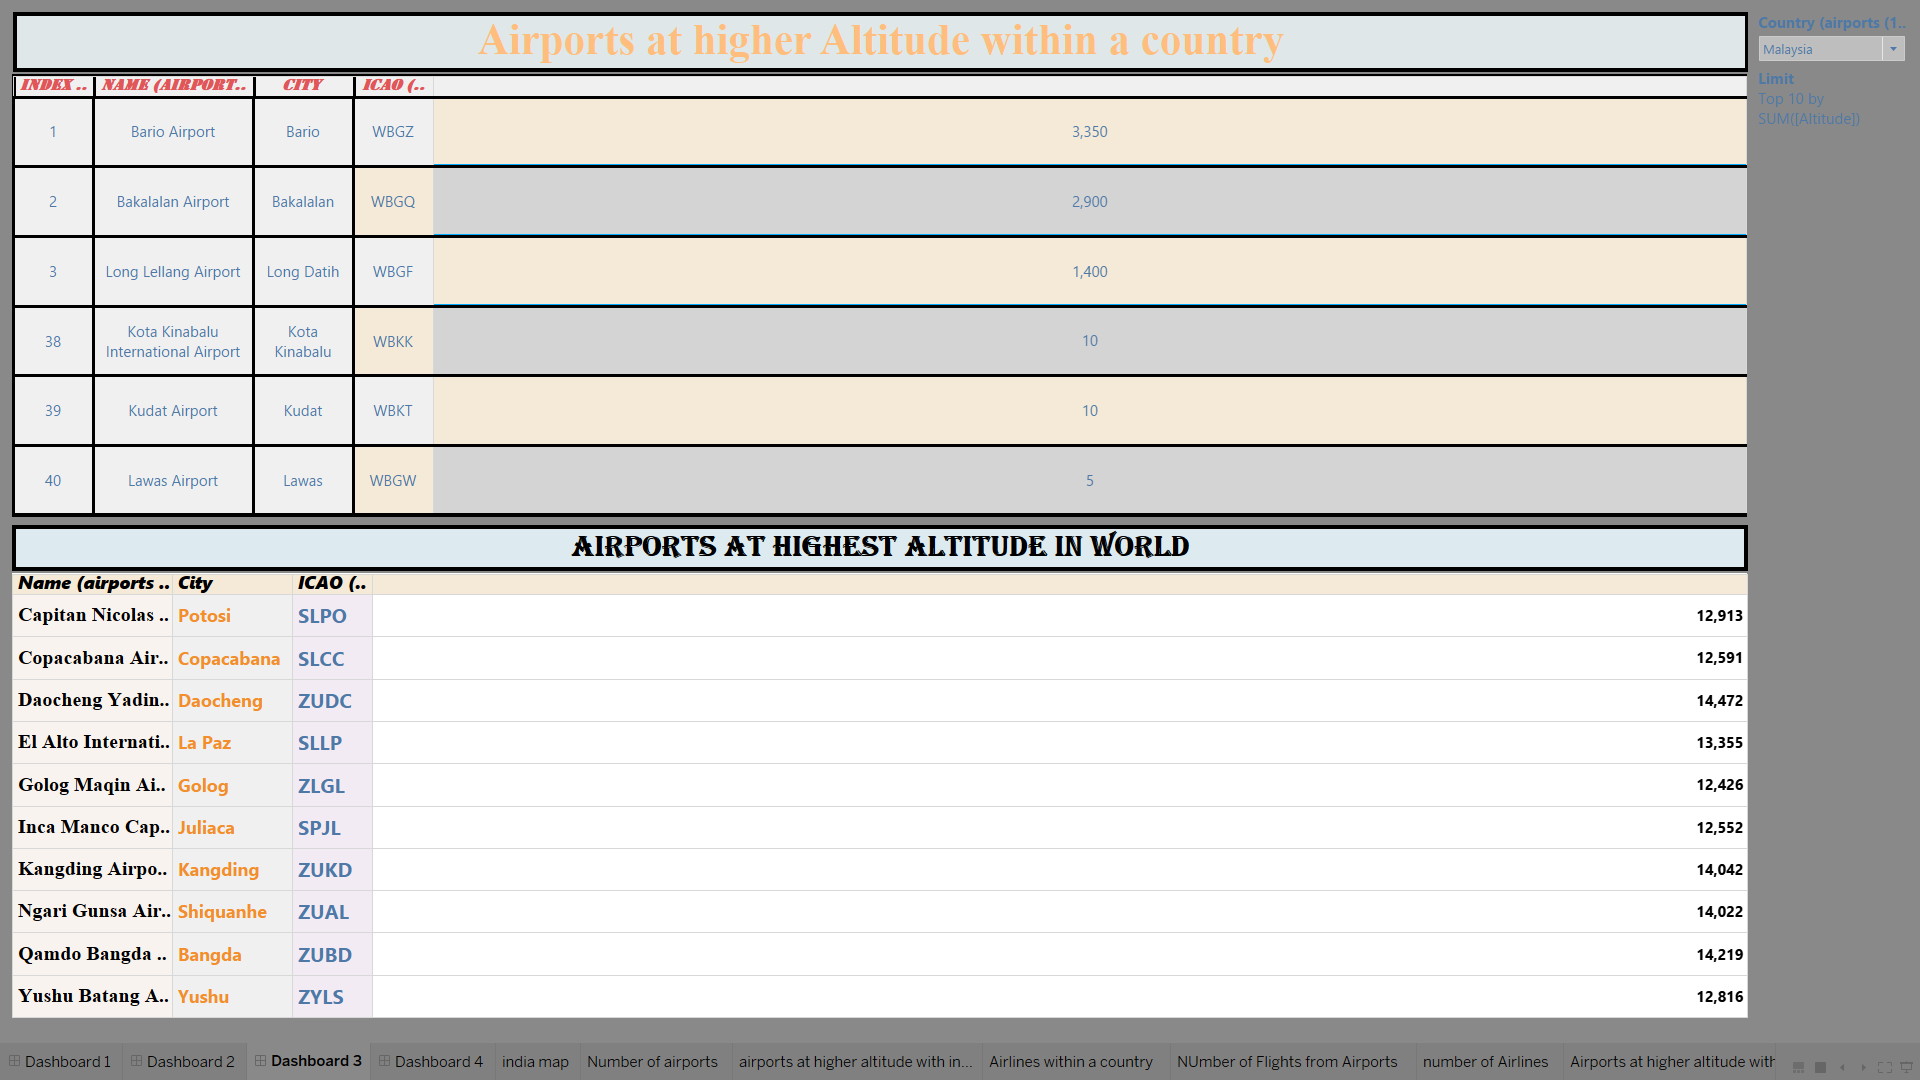 Airports at higher Altitude within a country
Country (airports (1..
Malaysia
Limit
Top 10 by
SUM([Altitude])
INDEX .. NAME (AIRPORT.. CITY ICAO (..
1 Bario Airport Bario WBGZ 3,350
2 Bakalalan Airport Bakalalan WBGQ 2,900
3 Long Lellang Airport Long Datih WBGF 1,400
38 Kota Kinabalu International Airport Kota Kinabalu WBKK 10
39 Kudat Airport Kudat WBKT 10
40 Lawas Airport Lawas WBGW 5
AIRPORTS AT HIGHEST ALTITUDE IN WORLD
Name (airports .. City ICAO (..
Capitan Nicolas .. Potosi SLPO 12,913
Copacabana Air.. Copacabana SLCC 12,591
Daocheng Yadin.. Daocheng ZUDC 14,472
El Alto Internati.. La Paz SLLP 13,355
Golog Maqin Ai.. Golog ZLGL 12,426
Inca Manco Cap.. Juliaca SPJL 12,552
Kangding Airpo.. Kangding ZUKD 14,042
Ngari Gunsa Air.. Shiquanhe ZUAL 14,022
Qamdo Bangda .. Bangda ZUBD 14,219
Yushu Batang A.. Yushu ZYLS 12,816
Dashboard 1 Dashboard 2 Dashboard 3 Dashboard 4 india map Number of airports airports at higher altitude with in... Airlines within a country NUmber of Flights from Airports number of Airlines Airports at higher altitude with